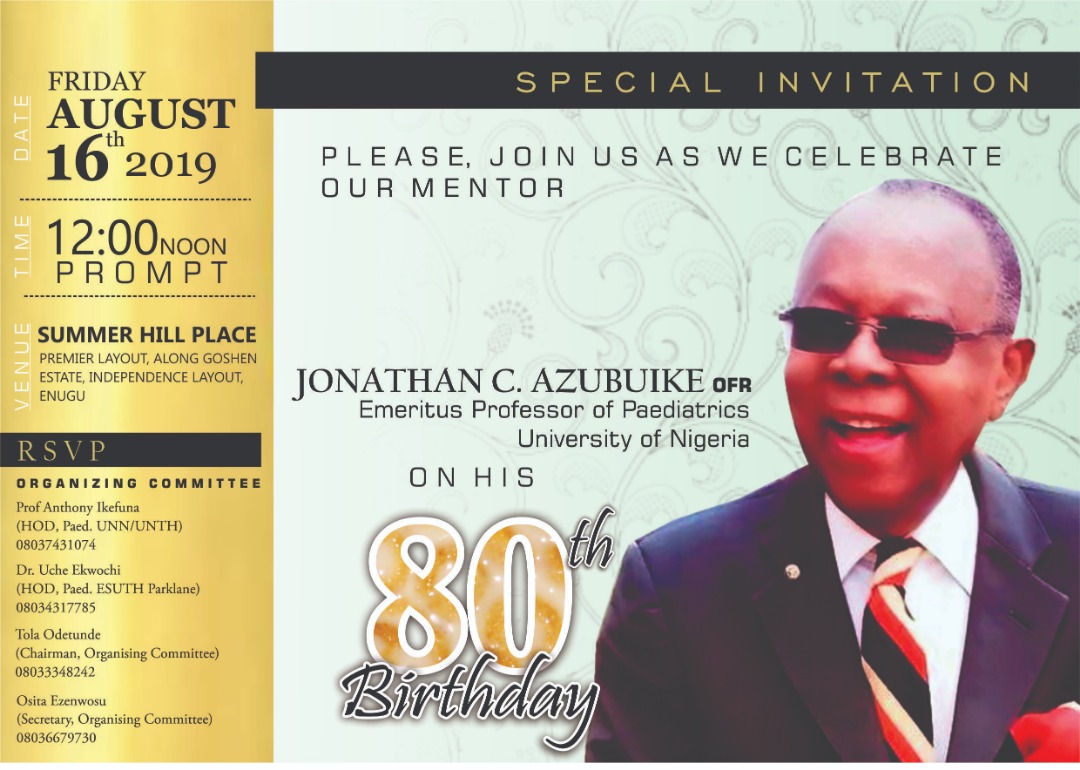 DATE
FRIDAY
AUGUST
16th 2019
TIME
12:00 NOON
PROMPT
VENUE
SUMMER HILL PLACE
PREMIER LAYOUT, ALONG GOSHEN
ESTATE, INDEPENDENCE LAYOUT,
ENUGU
RSVP
ORGANIZING COMMITTEE
Prof Anthony Ikefuna
(HOD, Paed. UNN/UNTH)
08037431074
Dr. Uche Ekwochi
(HOD, Paed. ESUTH Parklane)
08034317785
Tola Odetunde
(Chairman, Organising Committee)
08033348242
Osita Ezenwosu
(Secretary, Organising Committee)
08036679730
SPECIAL INVITATION
PLEASE, JOIN US AS WE CELEBRATE
OUR MENTOR
JONATHAN C. AZUBUIKE OFR
Emeritus Professor of Paediatrics
University of Nigeria
ON HIS
80th
Birthday